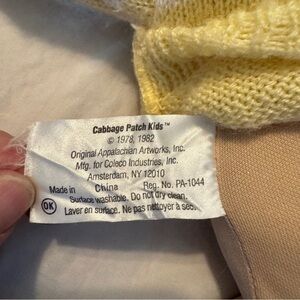 Cabbage Patch Kids™
© 1978, 1982
Original Appalachian Artworks, Inc.
Mfg. for Coleco Industries, Inc.
Amsterdam, NY 12010
Made in China Reg. No. PA-1044
Surface washable. Do not dry clean.
Laver en surface. Ne pas nettoyer à sec.
OK